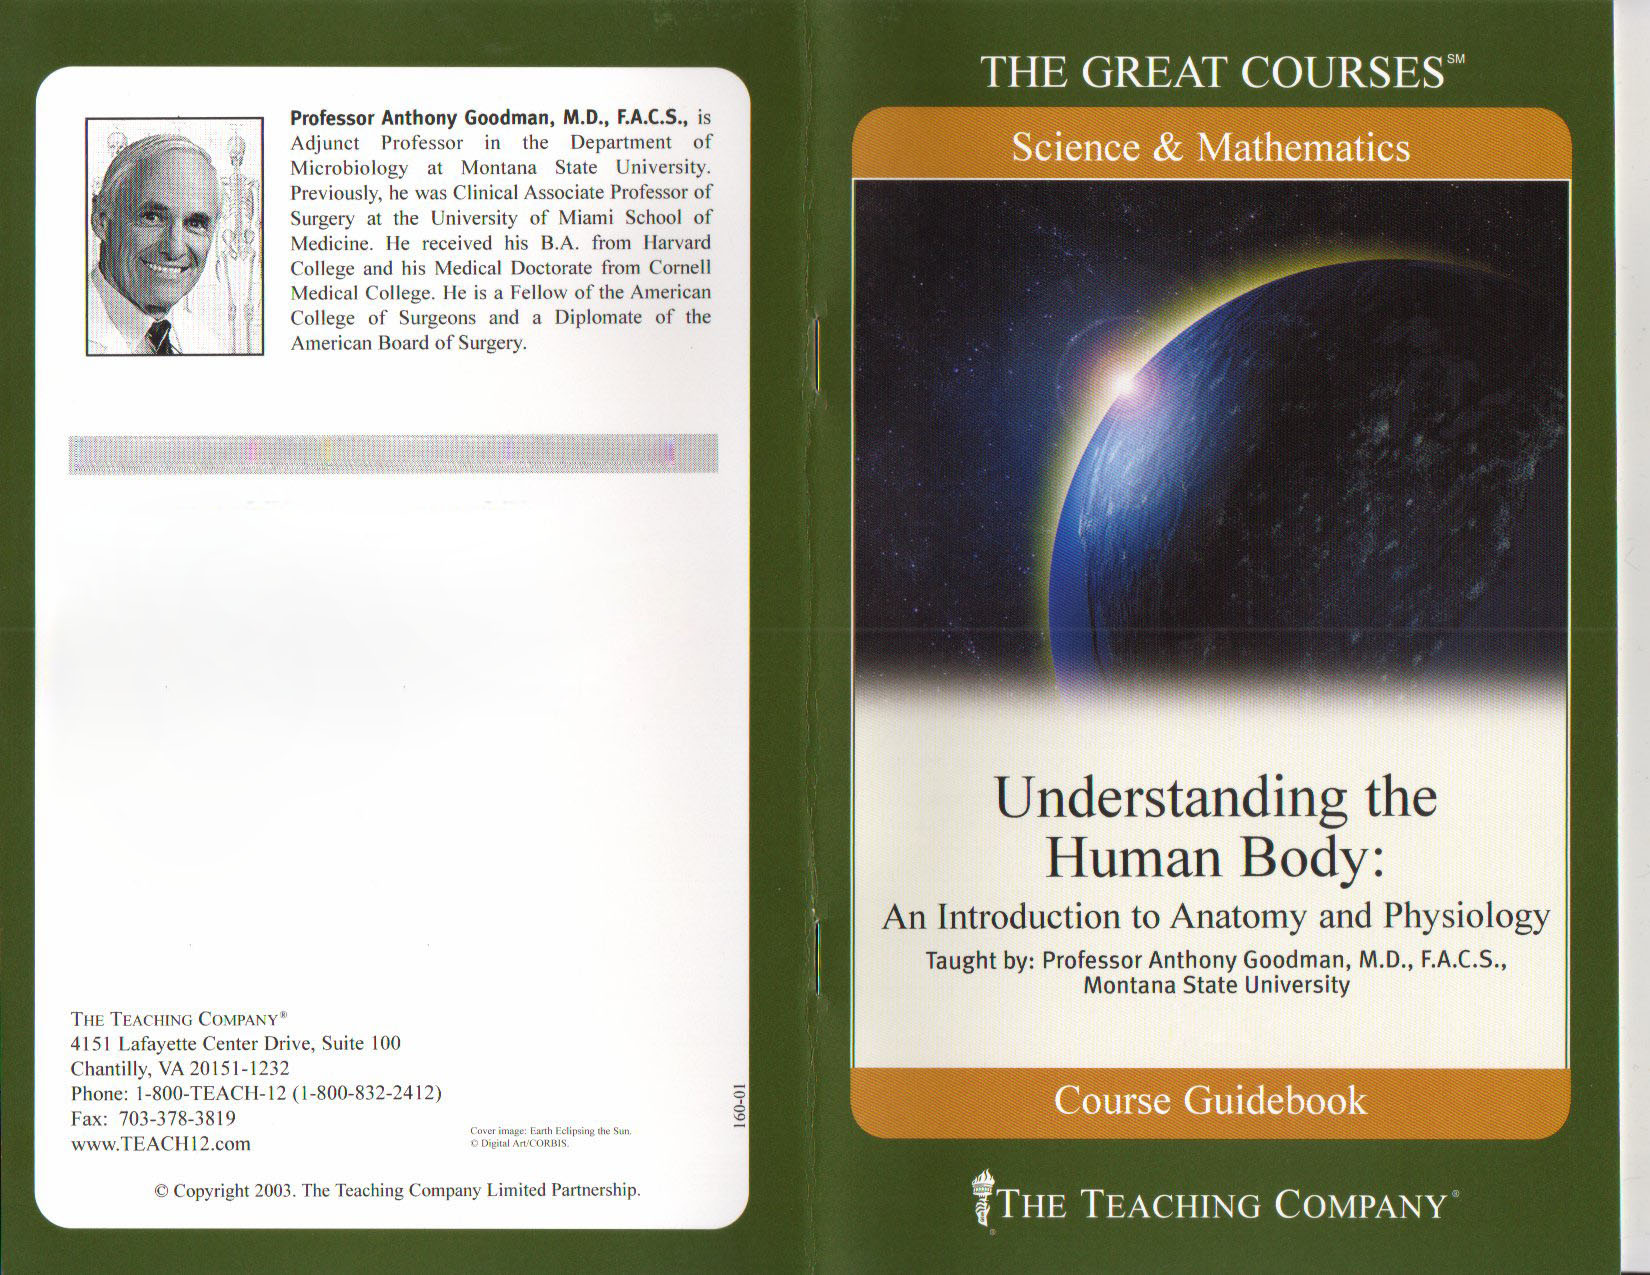 Professor Anthony Goodman, M.D., F.A.C.S., is
Adjunct Professor in the Department of
Microbiology at Montana State University.
Previously, he was Clinical Associate Professor of
Surgery at the University of Miami School of
Medicine. He received his B.A. from Harvard
College and his Medical Doctorate from Cornell
Medical College. He is a Fellow of the American
College of Surgeons and a Diplomate of the
American Board of Surgery.
THE TEACHING COMPANY®
4151 Lafayette Center Drive, Suite 100
Chantilly, VA 20151-1232
Phone: 1-800-TEACH-12 (1-800-832-2412)
Fax: 703-378-3819
www.TEACH12.com
Cover image: Earth Eclipsing the Sun.
© Digital Art/CORBIS.
160-01
© Copyright 2003. The Teaching Company Limited Partnership.
THE GREAT COURSES℠
Science & Mathematics
Understanding the
Human Body:
An Introduction to Anatomy and Physiology
Taught by: Professor Anthony Goodman, M.D., F.A.C.S.,
Montana State University
Course Guidebook
THE TEACHING COMPANY®
®